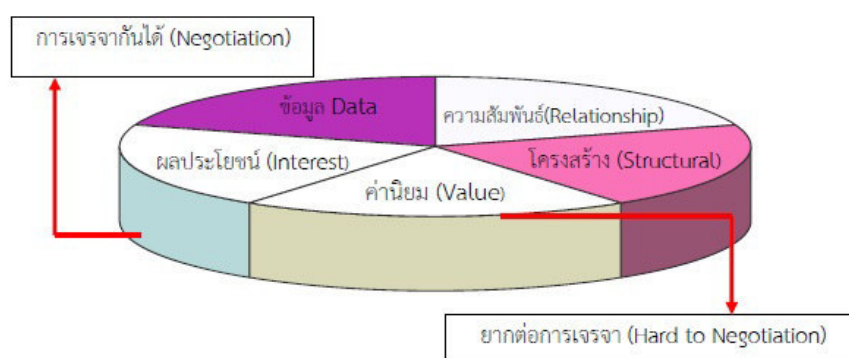 การเจรจากันได้ (Negotiation)
ข้อมูล Data
ความสัมพันธ์(Relationship)
ผลประโยชน์ (Interest)
โครงสร้าง (Structural)
ค่านิยม (Value)
ยากต่อการเจรจา (Hard to Negotiation)